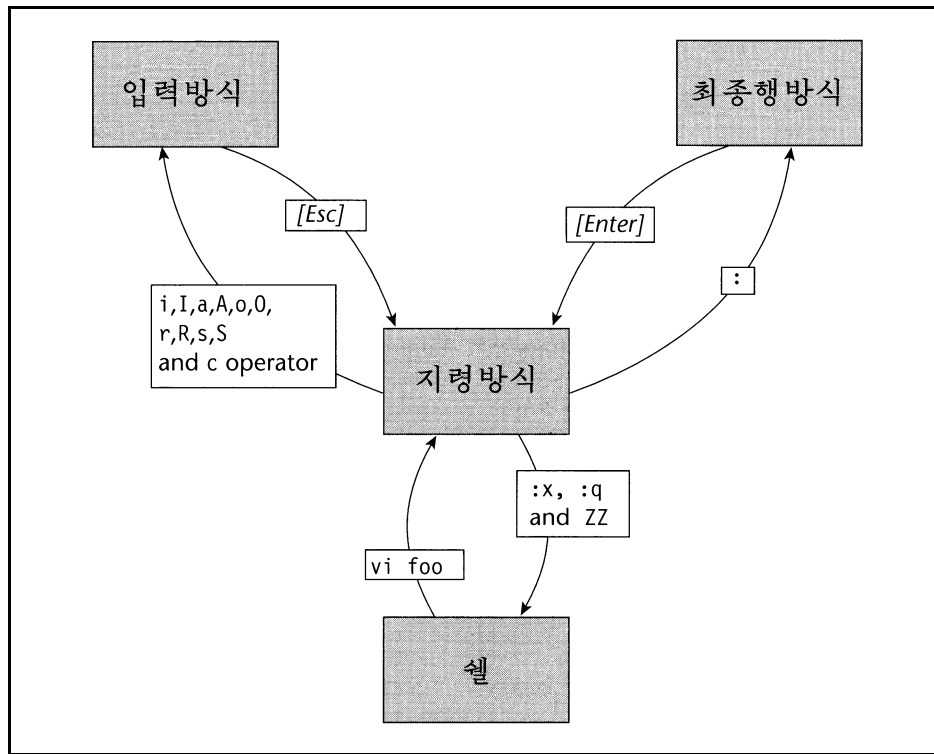 입력방식
최종행방식
[Esc]
[Enter]
:
i,I,a,A,o,O,
r,R,s,S
and c operator
지령방식
:x, :q
and ZZ
vi foo
쉘